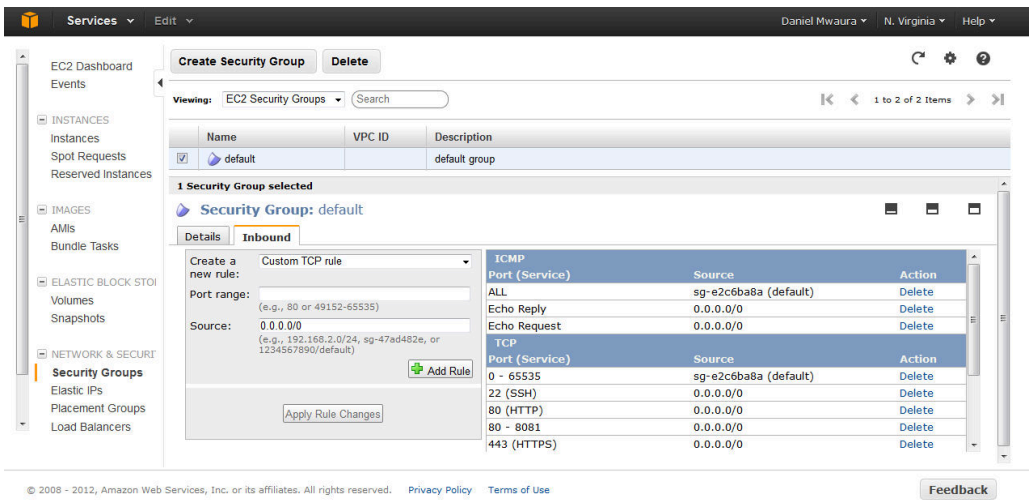 Services Edit Daniel Mwaura N. Virginia Help
EC2 Dashboard
Events
INSTANCES
Instances
Spot Requests
Reserved Instances
IMAGES
AMIs
Bundle Tasks
ELASTIC BLOCK STO
Volumes
Snapshots
NETWORK & SECURI
Security Groups
Elastic IPs
Placement Groups
Load Balancers
Create Security Group Delete
Viewing: EC2 Security Groups Search 1 to 2 of 2 Items
Name VPC ID Description
default default group
1 Security Group selected
Security Group: default
Details Inbound
Create a new rule: Custom TCP rule
Port range:
(e.g., 80 or 49152-65535)
Source: 0.0.0.0/0
(e.g., 192.168.2.0/24, sg-47ad482e, or
1234567890/default)
Add Rule
Apply Rule Changes
ICMP
Port (Service) Source Action
ALL sg-e2c6ba8a (default) Delete
Echo Reply 0.0.0.0/0 Delete
Echo Request 0.0.0.0/0 Delete
TCP
Port (Service) Source Action
0 - 65535 sg-e2c6ba8a (default) Delete
22 (SSH) 0.0.0.0/0 Delete
80 (HTTP) 0.0.0.0/0 Delete
80 - 8081 0.0.0.0/0 Delete
443 (HTTPS) 0.0.0.0/0 Delete
© 2008 - 2012, Amazon Web Services, Inc. or its affiliates. All rights reserved. Privacy Policy Terms of Use Feedback